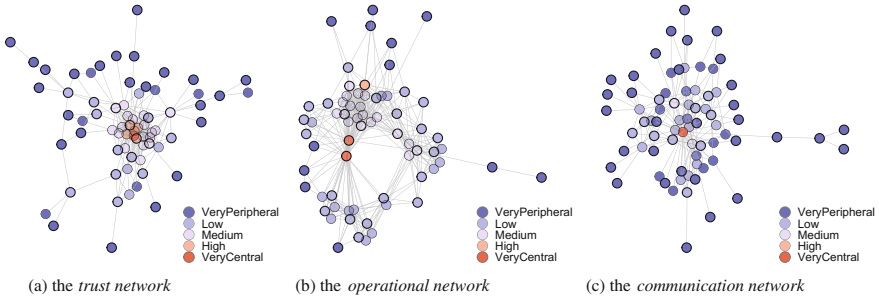 VeryPeripheral
Low
Medium
High
VeryCentral
VeryPeripheral
Low
Medium
High
VeryCentral
VeryPeripheral
Low
Medium
High
VeryCentral
(a) the trust network
(b) the operational network
(c) the communication network